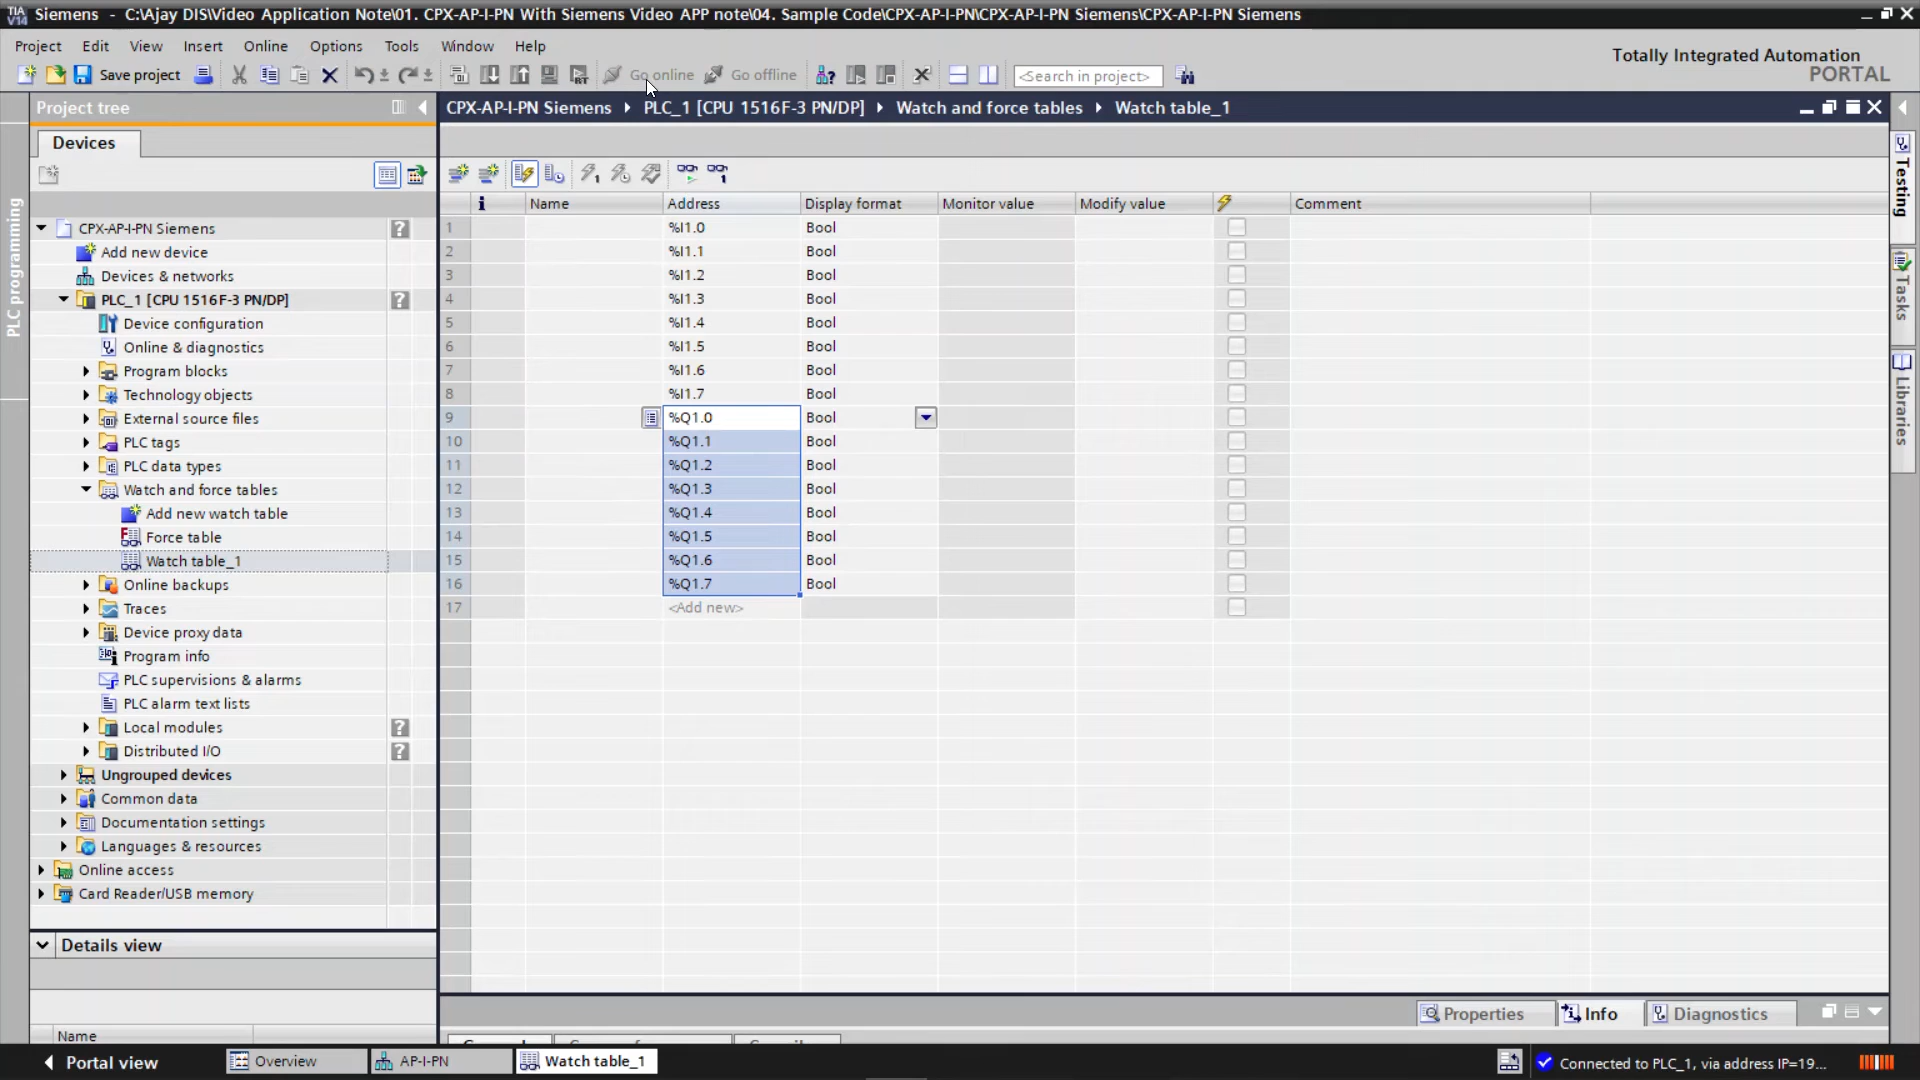 TIA
V14
Siemens - C:\Ajay DIS\Video Application Note\01. CPX-AP-I-PN With Siemens Video APP note\04. Sample Code\CPX-AP-I-PN\CPX-AP-I-PN Siemens\CPX-AP-I-PN Siemens
Project Edit View Insert Online Options Tools Window Help
Totally Integrated Automation
PORTAL
Save project Go online Go offline <Search in project>
Project tree
CPX-AP-I-PN Siemens PLC_1 [CPU 1516F-3 PN/DP] Watch and force tables Watch table_1
Devices
PLC programming
CPX-AP-I-PN Siemens
Add new device
Devices & networks
PLC_1 [CPU 1516F-3 PN/DP]
Device configuration
Online & diagnostics
Program blocks
Technology objects
External source files
PLC tags
PLC data types
Watch and force tables
Add new watch table
Force table
Watch table_1
Online backups
Traces
Device proxy data
Program info
PLC supervisions & alarms
PLC alarm text lists
Local modules
Distributed I/O
Ungrouped devices
Common data
Documentation settings
Languages & resources
Online access
Card Reader/USB memory
Details view
Name
i Name Address Display format Monitor value Modify value Comment
1 %I1.0 Bool
2 %I1.1 Bool
3 %I1.2 Bool
4 %I1.3 Bool
5 %I1.4 Bool
6 %I1.5 Bool
7 %I1.6 Bool
8 %I1.7 Bool
9 %Q1.0 Bool
10 %Q1.1 Bool
11 %Q1.2 Bool
12 %Q1.3 Bool
13 %Q1.4 Bool
14 %Q1.5 Bool
15 %Q1.6 Bool
16 %Q1.7 Bool
17 <Add new>
Testing
Tasks
Libraries
Properties Info Diagnostics
Portal view Overview AP-I-PN Watch table_1 Connected to PLC_1, via address IP=19...